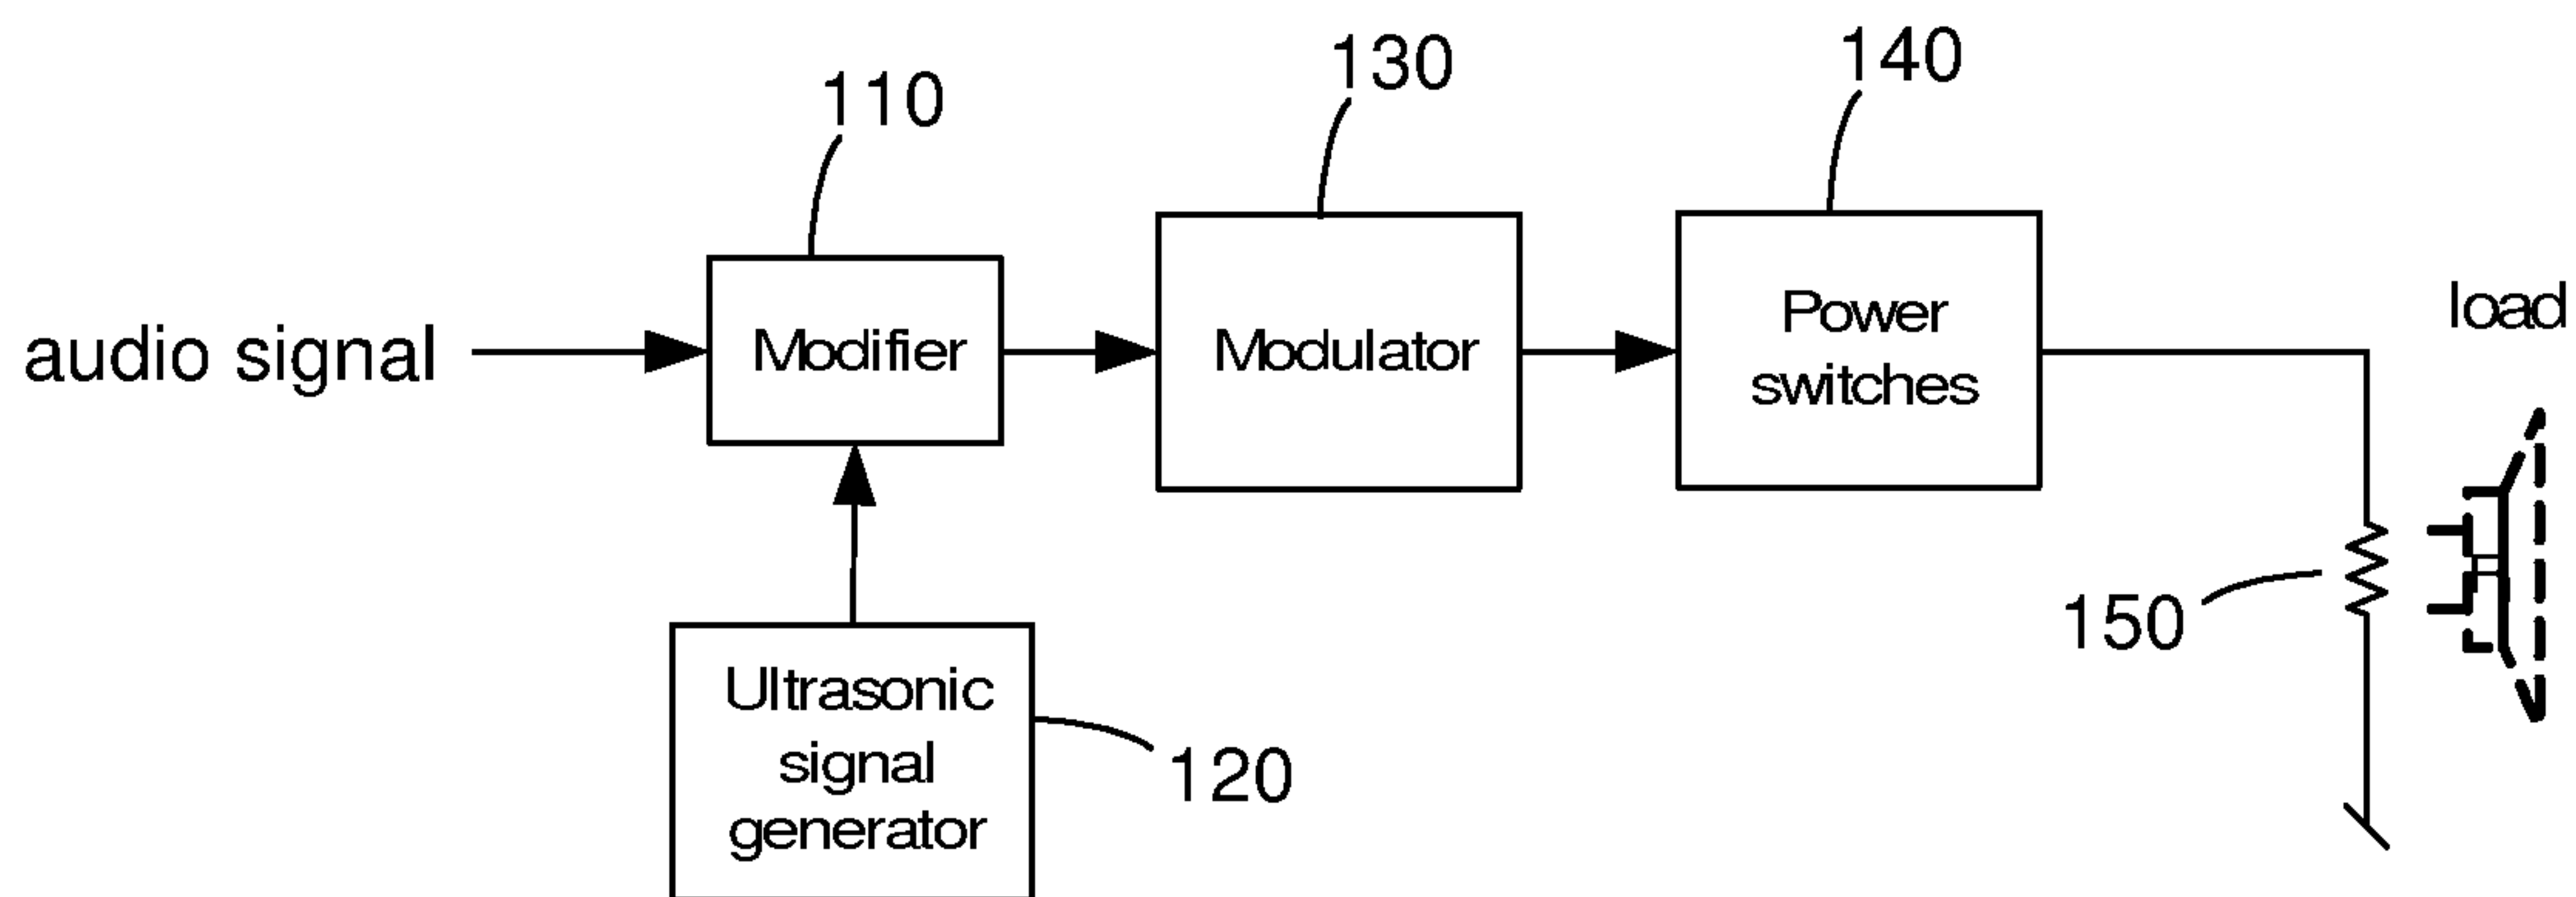 110
130
140
audio signal
Modifier
Modulator
Power
switches
load
150
Ultrasonic
signal
generator
120